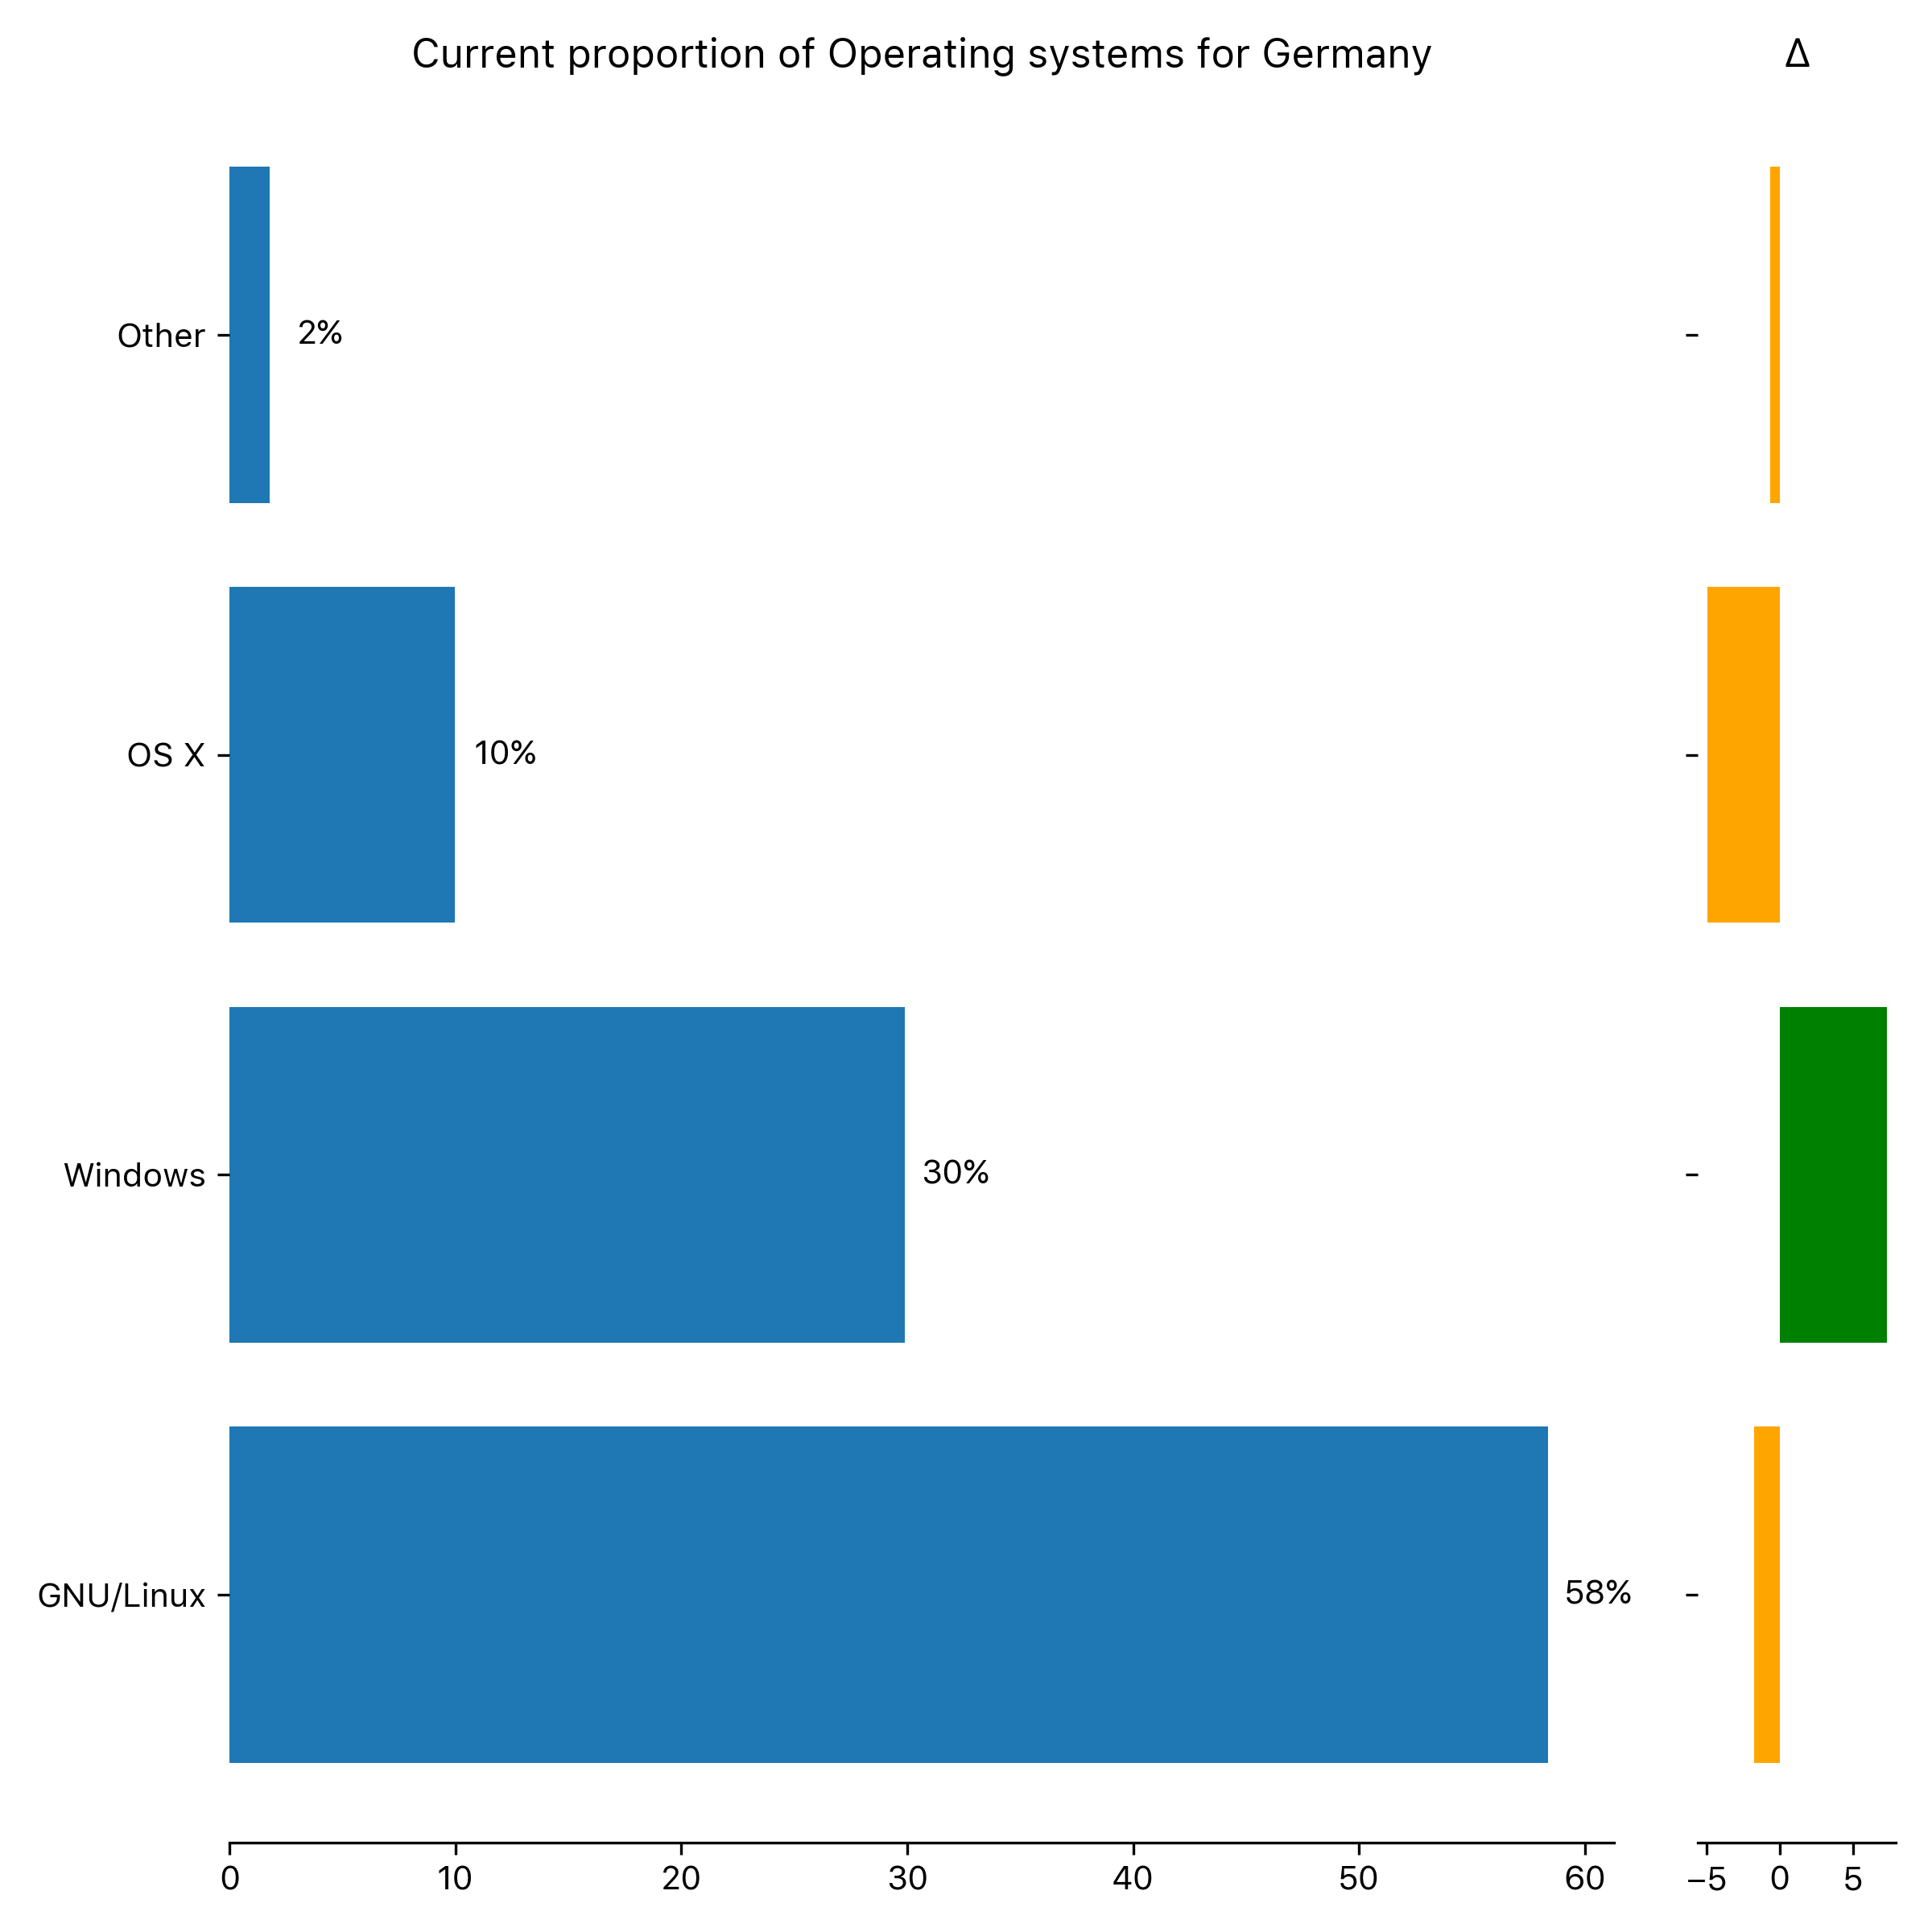 Current proportion of Operating systems for Germany
Δ
Other
2%
OS X
10%
Windows
30%
GNU/Linux
58%
0 10 20 30 40 50 60
−5 0 5